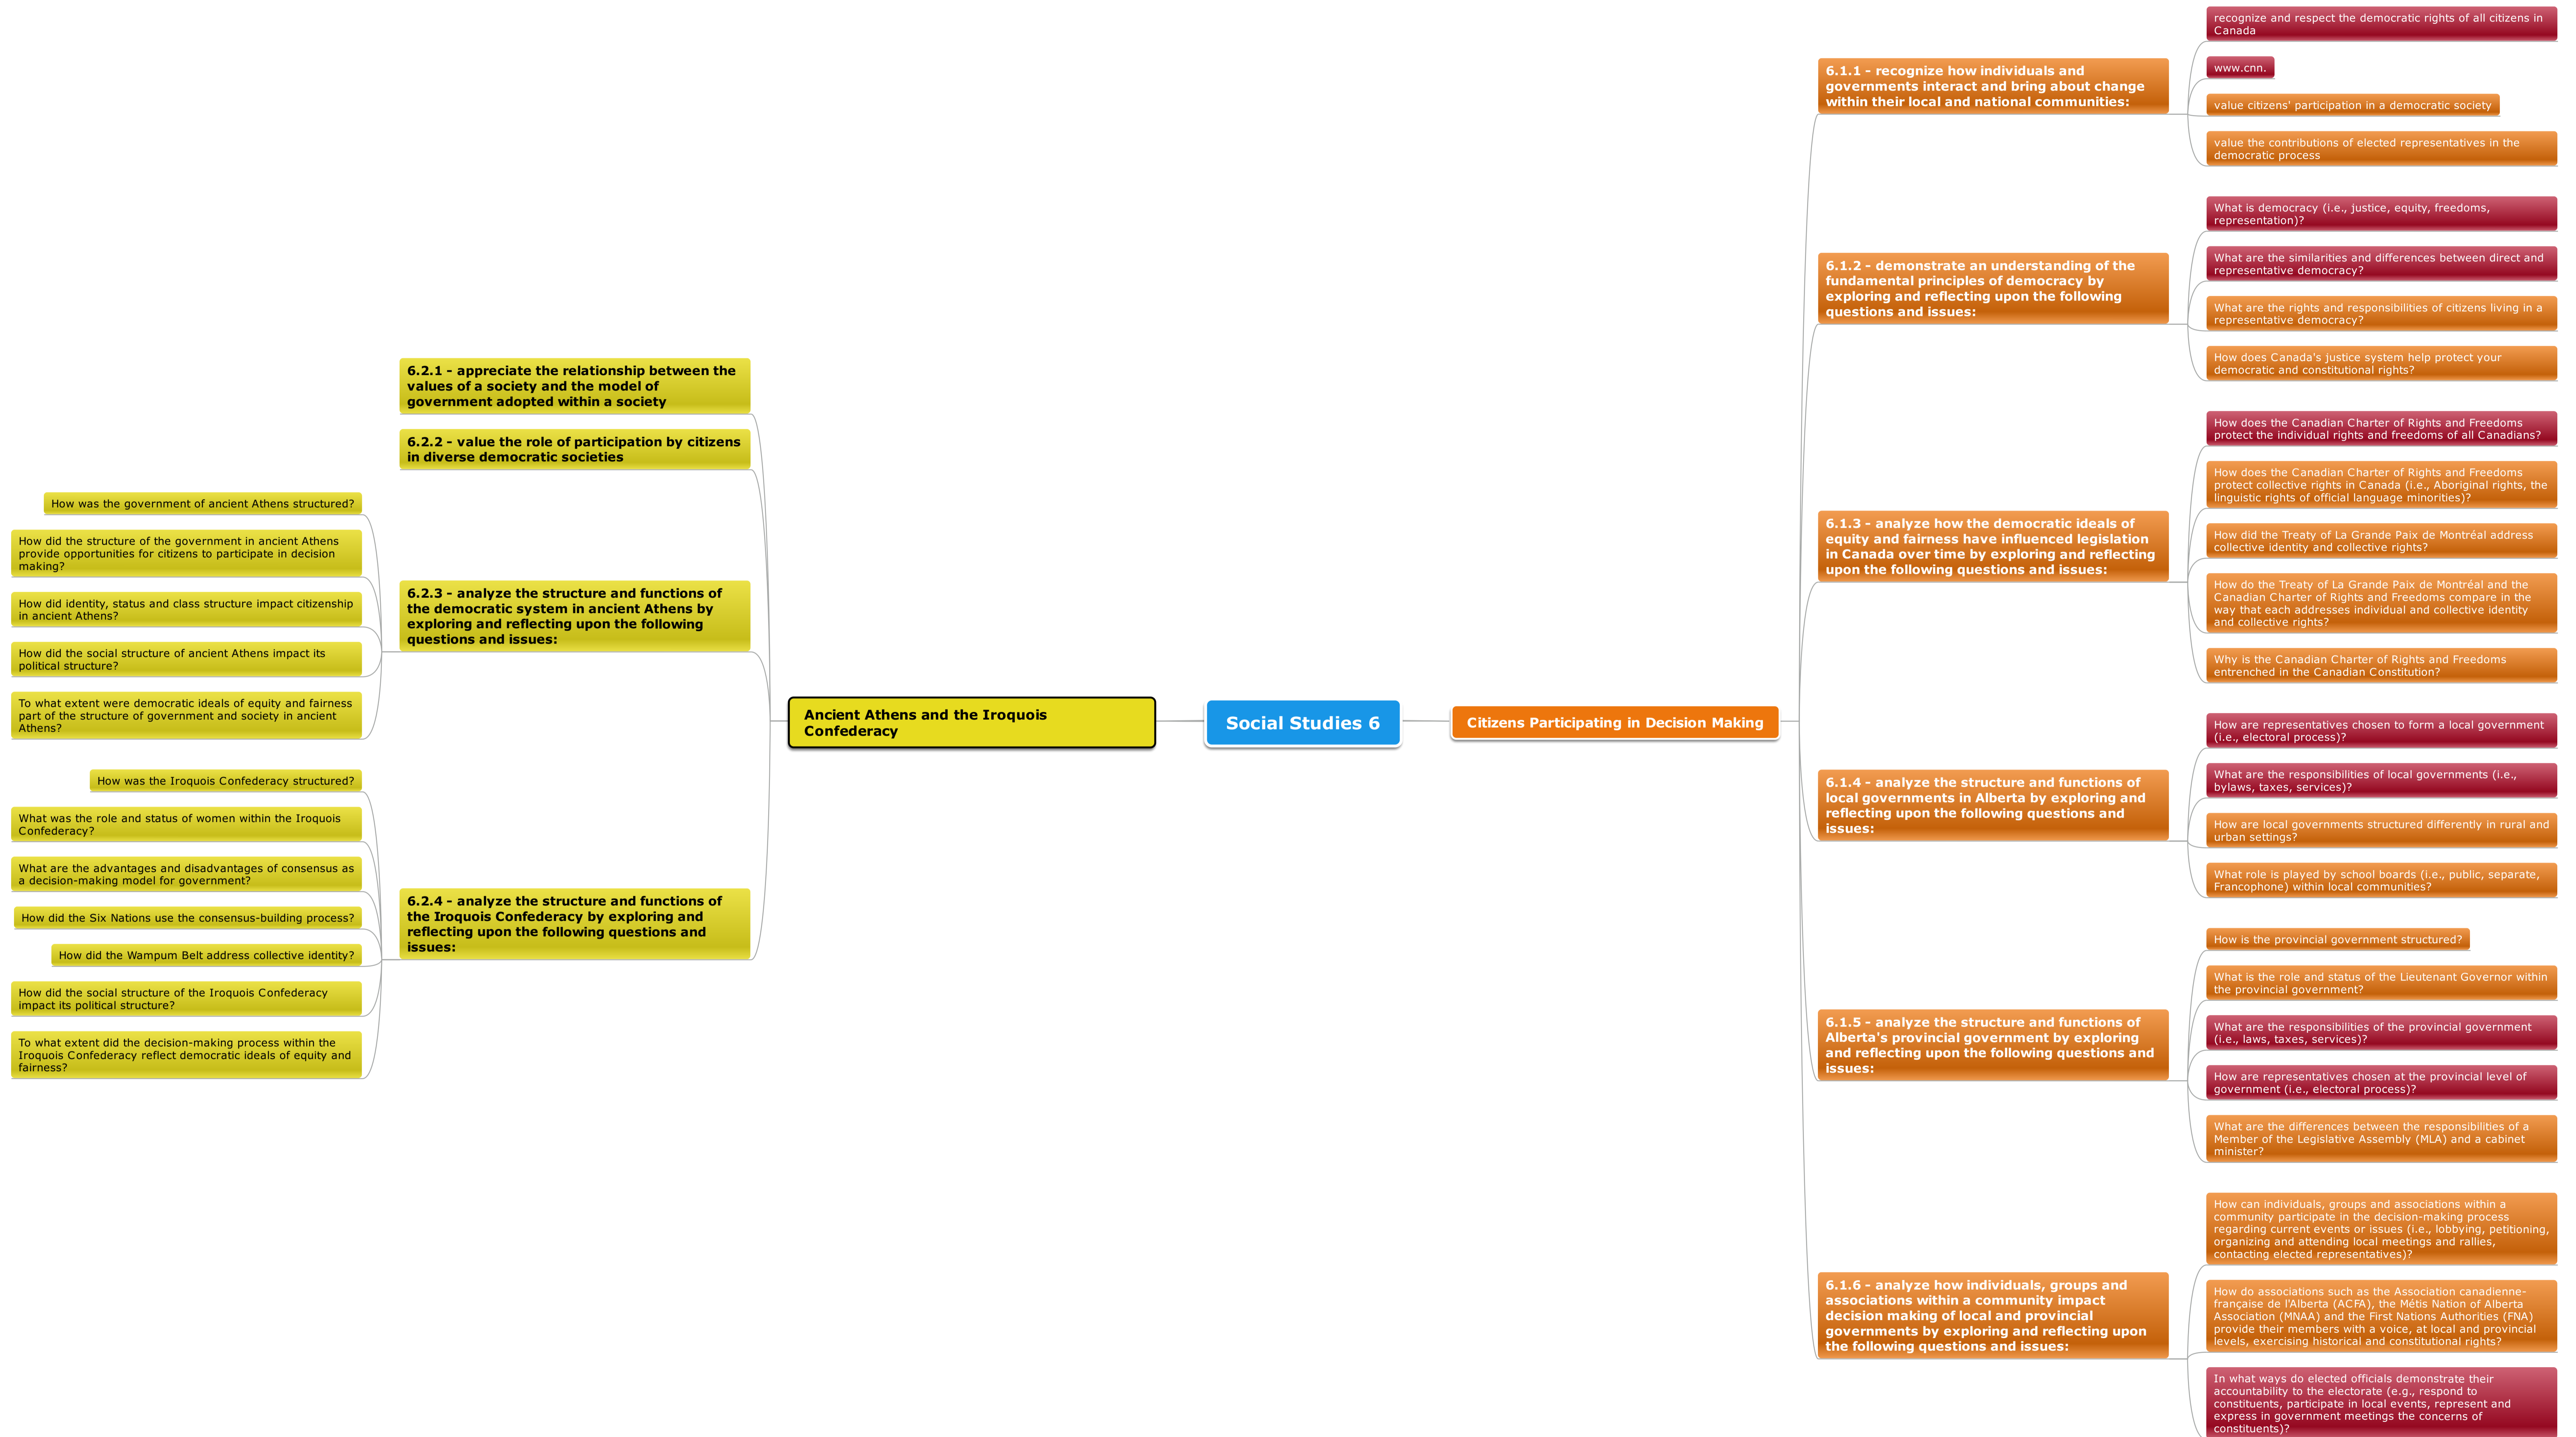 Social Studies 6
Citizens Participating in Decision Making
6.1.1 - recognize how individuals and
governments interact and bring about change
within their local and national communities:
recognize and respect the democratic rights of all citizens in
Canada
www.cnn.
value citizens' participation in a democratic society
value the contributions of elected representatives in the
democratic process
6.1.2 - demonstrate an understanding of the
fundamental principles of democracy by
exploring and reflecting upon the following
questions and issues:
What is democracy (i.e., justice, equity, freedoms,
representation)?
What are the similarities and differences between direct and
representative democracy?
What are the rights and responsibilities of citizens living in a
representative democracy?
How does Canada's justice system help protect your
democratic and constitutional rights?
6.1.3 - analyze how the democratic ideals of
equity and fairness have influenced legislation
in Canada over time by exploring and reflecting
upon the following questions and issues:
How does the Canadian Charter of Rights and Freedoms
protect the individual rights and freedoms of all Canadians?
How does the Canadian Charter of Rights and Freedoms
protect collective rights in Canada (i.e., Aboriginal rights, the
linguistic rights of official language minorities)?
How did the Treaty of La Grande Paix de Montréal address
collective identity and collective rights?
How do the Treaty of La Grande Paix de Montréal and the
Canadian Charter of Rights and Freedoms compare in the
way that each addresses individual and collective identity
and collective rights?
Why is the Canadian Charter of Rights and Freedoms
entrenched in the Canadian Constitution?
6.1.4 - analyze the structure and functions of
local governments in Alberta by exploring and
reflecting upon the following questions and
issues:
How are representatives chosen to form a local government
(i.e., electoral process)?
What are the responsibilities of local governments (i.e.,
bylaws, taxes, services)?
How are local governments structured differently in rural and
urban settings?
What role is played by school boards (i.e., public, separate,
Francophone) within local communities?
6.1.5 - analyze the structure and functions of
Alberta's provincial government by exploring
and reflecting upon the following questions and
issues:
How is the provincial government structured?
What is the role and status of the Lieutenant Governor within
the provincial government?
What are the responsibilities of the provincial government
(i.e., laws, taxes, services)?
How are representatives chosen at the provincial level of
government (i.e., electoral process)?
What are the differences between the responsibilities of a
Member of the Legislative Assembly (MLA) and a cabinet
minister?
6.1.6 - analyze how individuals, groups and
associations within a community impact
decision making of local and provincial
governments by exploring and reflecting upon
the following questions and issues:
How can individuals, groups and associations within a
community participate in the decision-making process
regarding current events or issues (i.e., lobbying, petitioning,
organizing and attending local meetings and rallies,
contacting elected representatives)?
How do associations such as the Association canadienne-
française de l'Alberta (ACFA), the Métis Nation of Alberta
Association (MNAA) and the First Nations Authorities (FNA)
provide their members with a voice, at local and provincial
levels, exercising historical and constitutional rights?
In what ways do elected officials demonstrate their
accountability to the electorate (e.g., respond to
constituents, participate in local events, represent and
express in government meetings the concerns of
constituents)?
Ancient Athens and the Iroquois
Confederacy
6.2.1 - appreciate the relationship between the
values of a society and the model of
government adopted within a society
6.2.2 - value the role of participation by citizens
in diverse democratic societies
6.2.3 - analyze the structure and functions of
the democratic system in ancient Athens by
exploring and reflecting upon the following
questions and issues:
How was the government of ancient Athens structured?
How did the structure of the government in ancient Athens
provide opportunities for citizens to participate in decision
making?
How did identity, status and class structure impact citizenship
in ancient Athens?
How did the social structure of ancient Athens impact its
political structure?
To what extent were democratic ideals of equity and fairness
part of the structure of government and society in ancient
Athens?
6.2.4 - analyze the structure and functions of
the Iroquois Confederacy by exploring and
reflecting upon the following questions and
issues:
How was the Iroquois Confederacy structured?
What was the role and status of women within the Iroquois
Confederacy?
What are the advantages and disadvantages of consensus as
a decision-making model for government?
How did the Six Nations use the consensus-building process?
How did the Wampum Belt address collective identity?
How did the social structure of the Iroquois Confederacy
impact its political structure?
To what extent did the decision-making process within the
Iroquois Confederacy reflect democratic ideals of equity and
fairness?